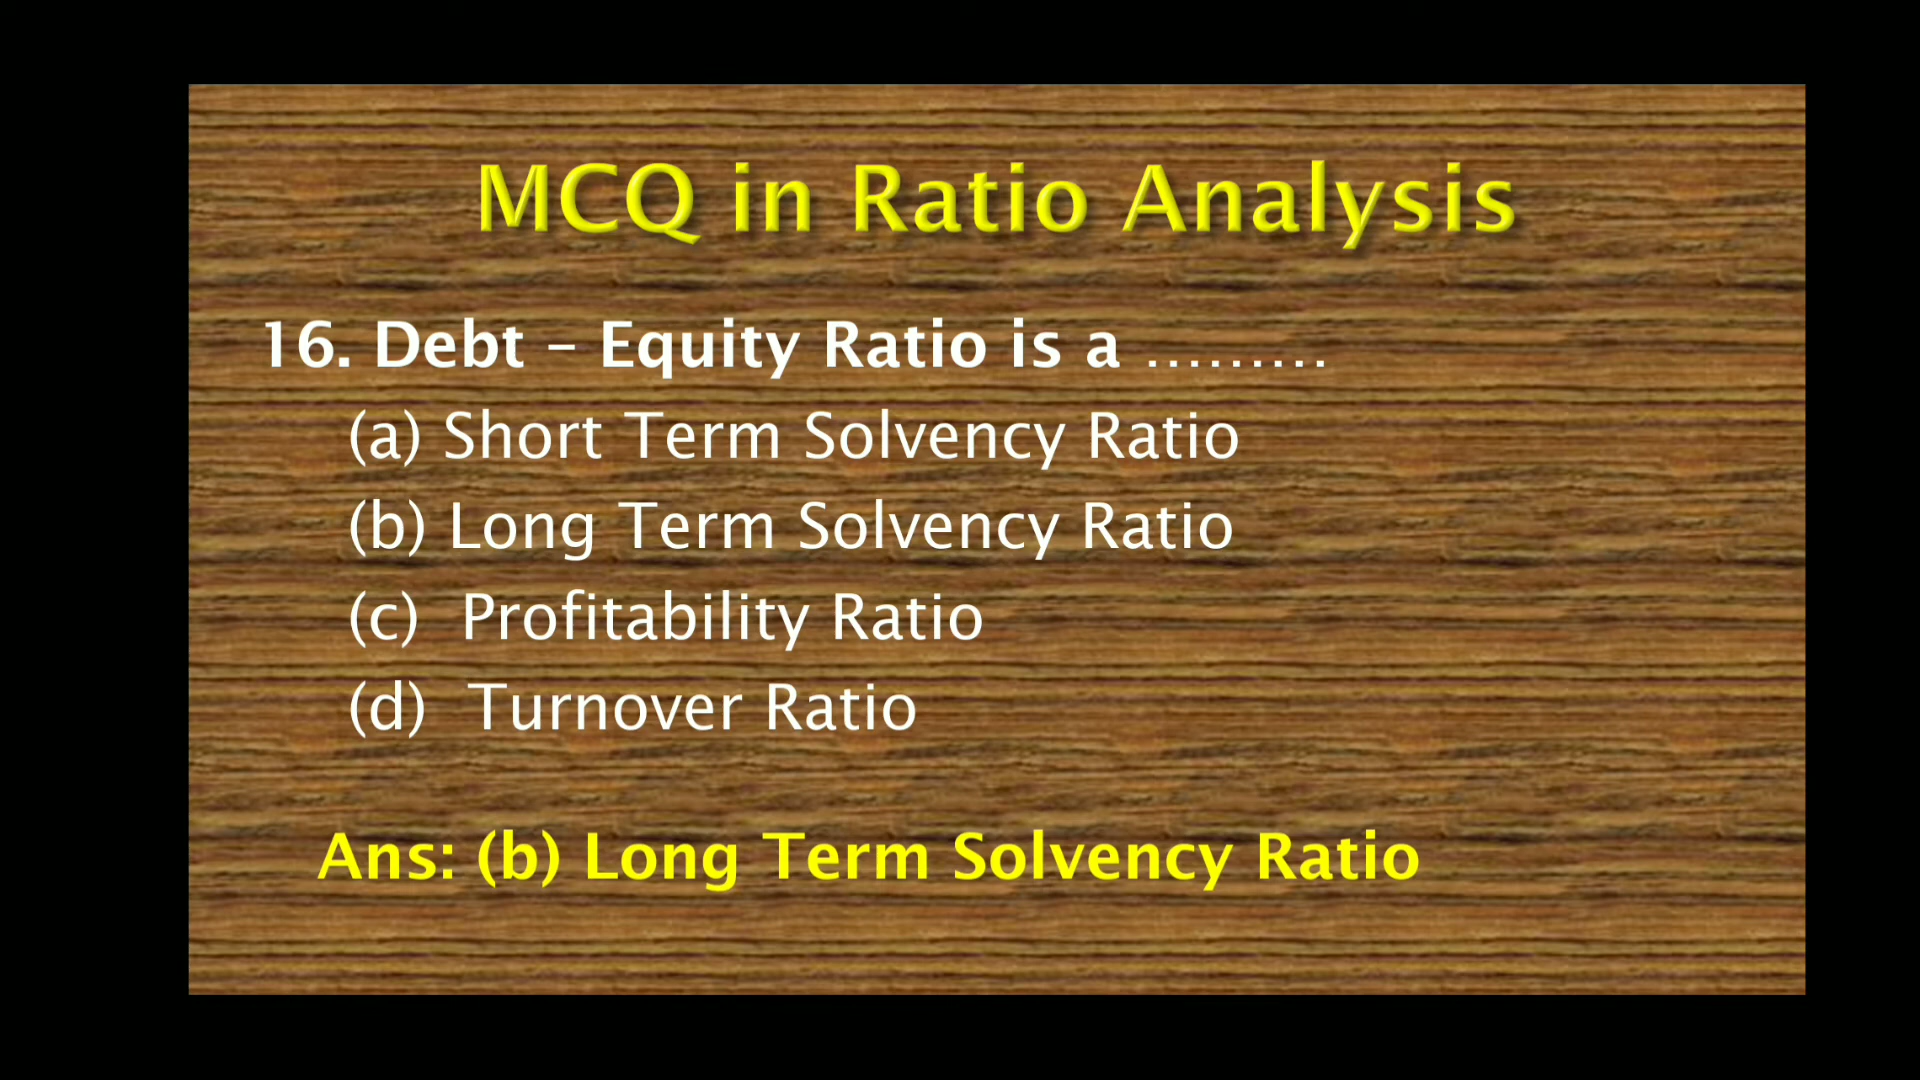 MCQ in Ratio Analysis
16. Debt – Equity Ratio is a ………
(a) Short Term Solvency Ratio
(b) Long Term Solvency Ratio
(c) Profitability Ratio
(d) Turnover Ratio
Ans: (b) Long Term Solvency Ratio